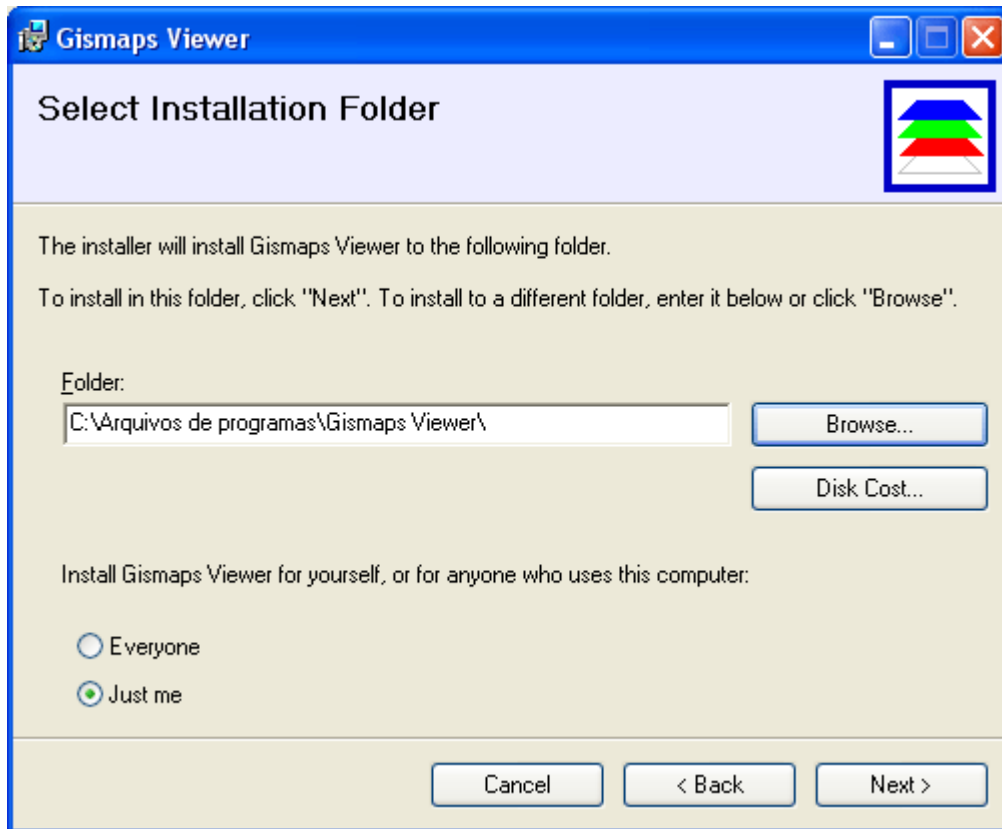 Gismaps Viewer
Select Installation Folder
The installer will install Gismaps Viewer to the following folder.
To install in this folder, click "Next". To install to a different folder, enter it below or click "Browse".
Folder:
C:\Arquivos de programas\Gismaps Viewer\
Browse...
Disk Cost...
Install Gismaps Viewer for yourself, or for anyone who uses this computer:
Everyone
Just me
Cancel
< Back
Next >